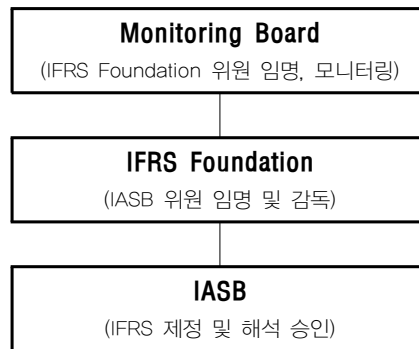 Monitoring Board
(IFRS Foundation 위원 임명, 모니터링)
IFRS Foundation
(IASB 위원 임명 및 감독)
IASB
(IFRS 제정 및 해석 승인)